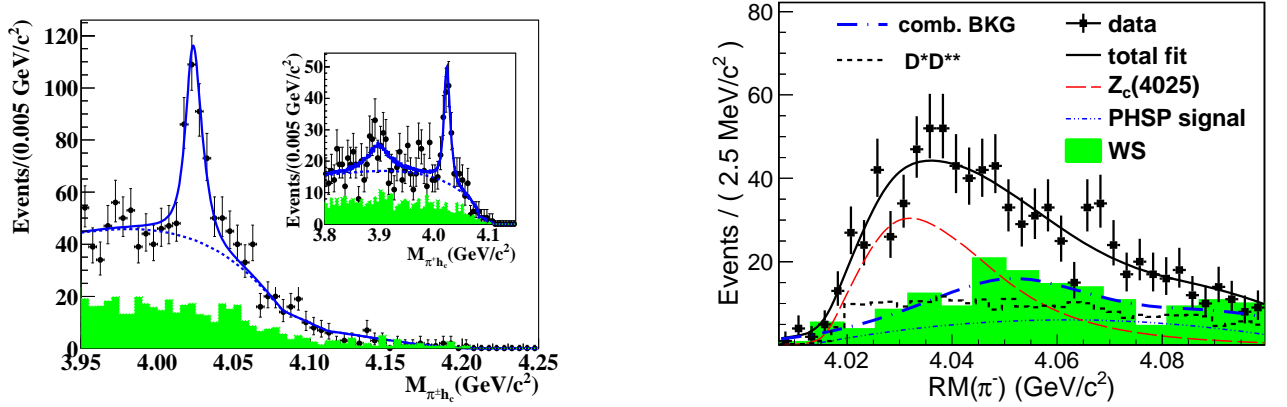 Events/(0.005 GeV/c²)
120
100
80
60
40
20
0
3.95
4.00
4.05
4.10
4.15
4.20
4.25
M_π±h_c (GeV/c²)
Events/(0.005 GeV/c²)
50
40
30
20
10
0
3.8
3.9
4.0
4.1
M_π⁺h_c (GeV/c²)
Events / ( 2.5 MeV/c²)
80
60
40
20
4.02
4.04
4.06
4.08
RM(π⁻) (GeV/c²)
comb. BKG
D*D**
data
total fit
Z_c(4025)
PHSP signal
WS